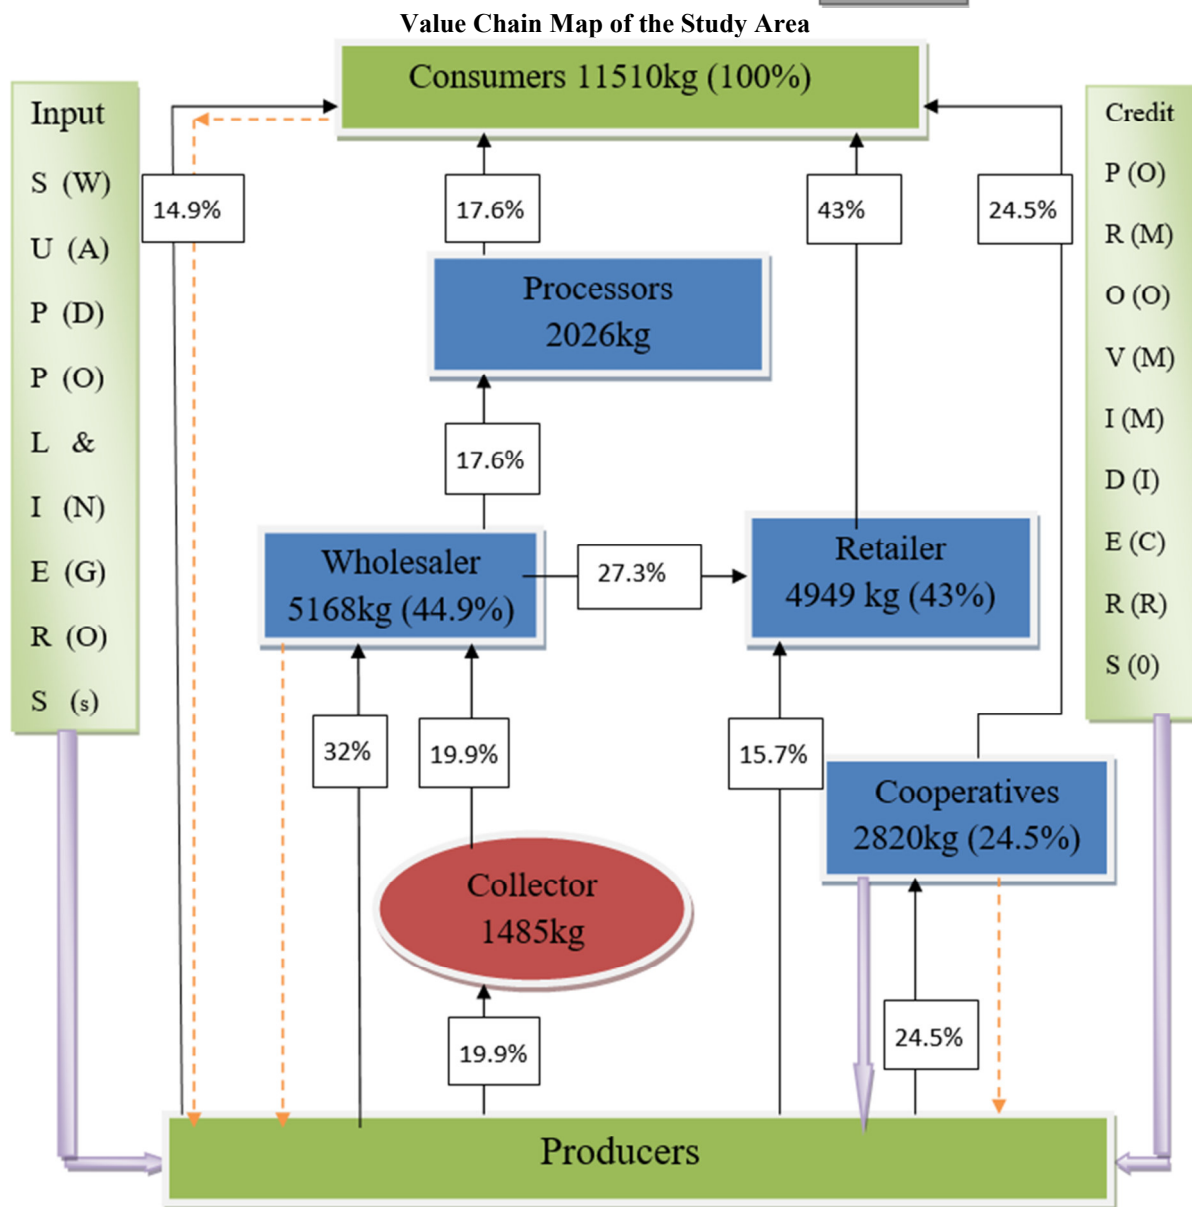 Value Chain Map of the Study Area
Consumers 11510kg (100%)
Input
S (W)
U (A)
P (D)
P (O)
L &
I (N)
E (G)
R (O)
S (s)
Credit
P (O)
R (M)
O (O)
V (M)
I (M)
D (I)
E (C)
R (R)
S (0)
14.9%
17.6%
43%
24.5%
Processors
2026kg
17.6%
Wholesaler
5168kg (44.9%)
27.3%
Retailer
4949 kg (43%)
32%
19.9%
15.7%
Cooperatives
2820kg (24.5%)
Collector
1485kg
19.9%
24.5%
Producers